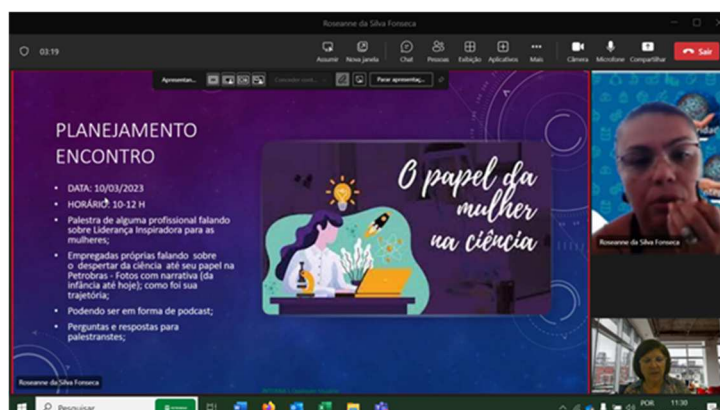 Roseanne da Silva Fonseca
03:19
Assumir Nova janela Chat Pessoas Exibição Aplicativos Mais Câmera Microfone Compartilhar Sair
Apresentan...
Parar apresentaç...
PLANEJAMENTO
ENCONTRO
• DATA: 10/03/2023
• HORÁRIO: 10-12 H
• Palestra de alguma profissional falando
sobre Liderança Inspiradora para as
mulheres;
• Empregadas próprias falando sobre
o despertar da ciência até seu papel na
Petrobras - Fotos com narrativa (da
infância até hoje); como foi sua
trajetória;
• Podendo ser em forma de podcast;
• Perguntas e respostas para
palestranstes;
O papel da
mulher
na ciência
Roseanne da Silva Fonseca
Roseanne da Silva Fonseca
Pesquisar
POR
11:30